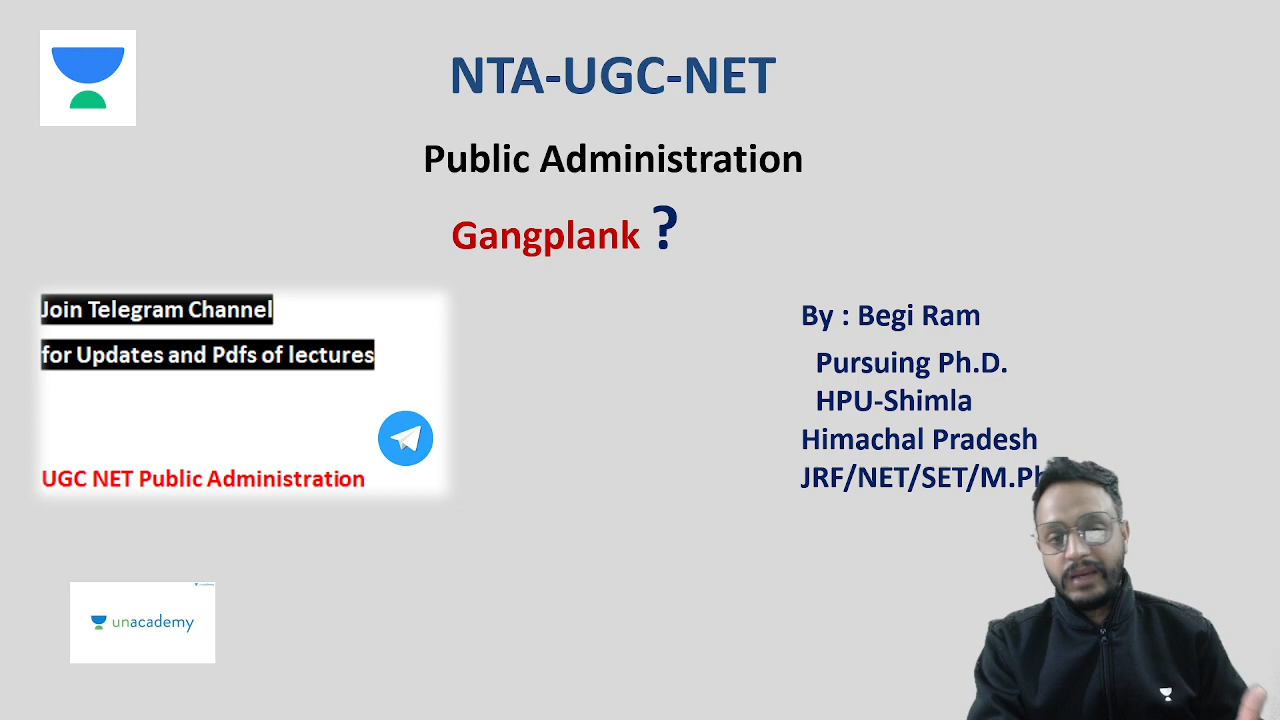 NTA-UGC-NET
Public Administration
Gangplank ?
Join Telegram Channel
for Updates and Pdfs of lectures
UGC NET Public Administration
By : Begi Ram
Pursuing Ph.D.
HPU-Shimla
Himachal Pradesh
JRF/NET/SET/M.Ph
unacademy